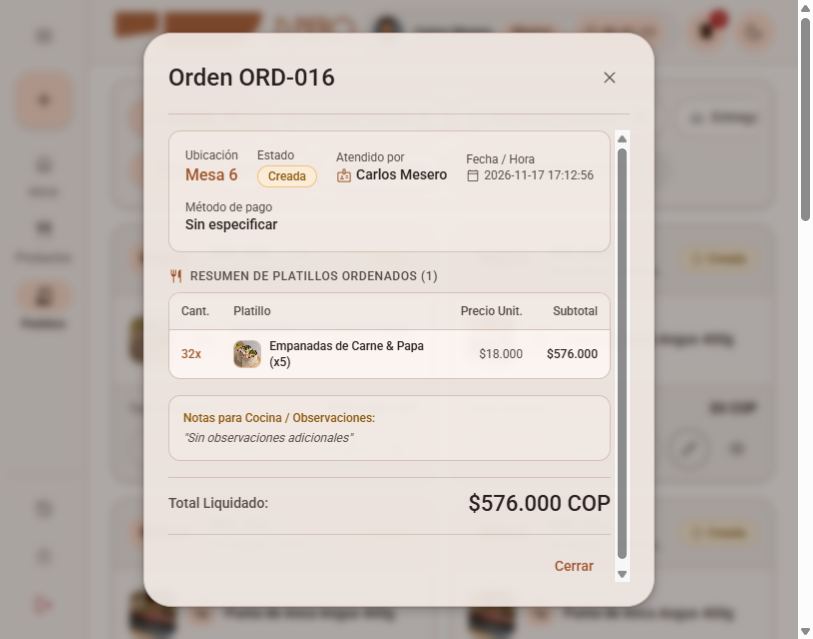 Orden ORD-016
Ubicación
Mesa 6
Estado
Creada
Atendido por
Carlos Mesero
Fecha / Hora
2026-11-17 17:12:56
Método de pago
Sin especificar
RESUMEN DE PLATILLOS ORDENADOS (1)
Cant. Platillo Precio Unit. Subtotal
32x Empanadas de Carne & Papa (x5) $18.000 $576.000
Notas para Cocina / Observaciones:
"Sin observaciones adicionales"
Total Liquidado: $576.000 COP
Cerrar